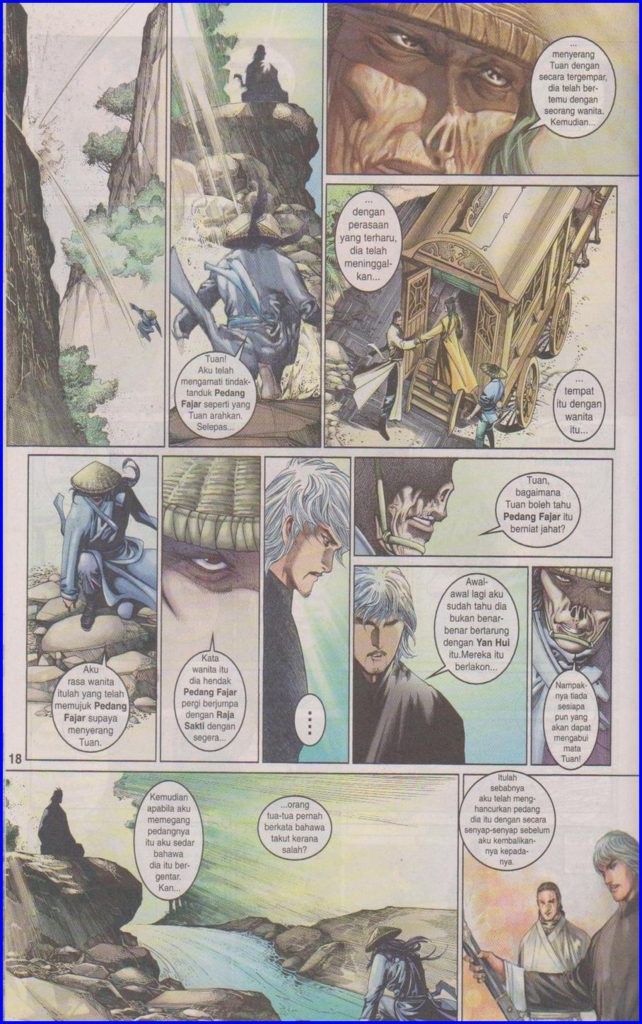 Tuan!
Aku telah
mengamati tindak-
tanduk Pedang
Fajar seperti yang
Tuan arahkan.
Selepas...
...
menyerang
Tuan dengan
secara tergempar,
dia telah ber-
temu dengan
seorang wanita.
Kemudian...
...
dengan
perasaan
yang terharu,
dia telah
meninggal-
kan...
...
tempat
itu dengan
wanita
itu...
Aku
rasa wanita
itulah yang telah
memujuk Pedang
Fajar supaya
menyerang
Tuan.
Kata
wanita itu
dia hendak
Pedang Fajar
pergi berjumpa
dengan Raja
Sakti dengan
segera...
....
Tuan,
bagaimana
Tuan boleh tahu
Pedang Fajar itu
berniat jahat?
Awal-
awal lagi aku
sudah tahu dia
bukan benar-
benar bertarung
dengan Yan Hui
itu.Mereka itu
berlakon...
Nampak-
nya tiada
sesiapa
pun yang
akan dapat
mengabui
mata
Tuan!
18
Kemudian
apabila aku
memegang
pedangnya
itu aku sedar
bahawa
dia itu ber-
gentar.
Kan...
...orang
tua-tua pernah
berkata bahawa
takut kerana
salah?
Itulah
sebabnya
aku telah meng-
hancurkan pedang
dia itu dengan secara
senyap-senyap sebelum
aku kembalikan-
nya kepada-
nya.